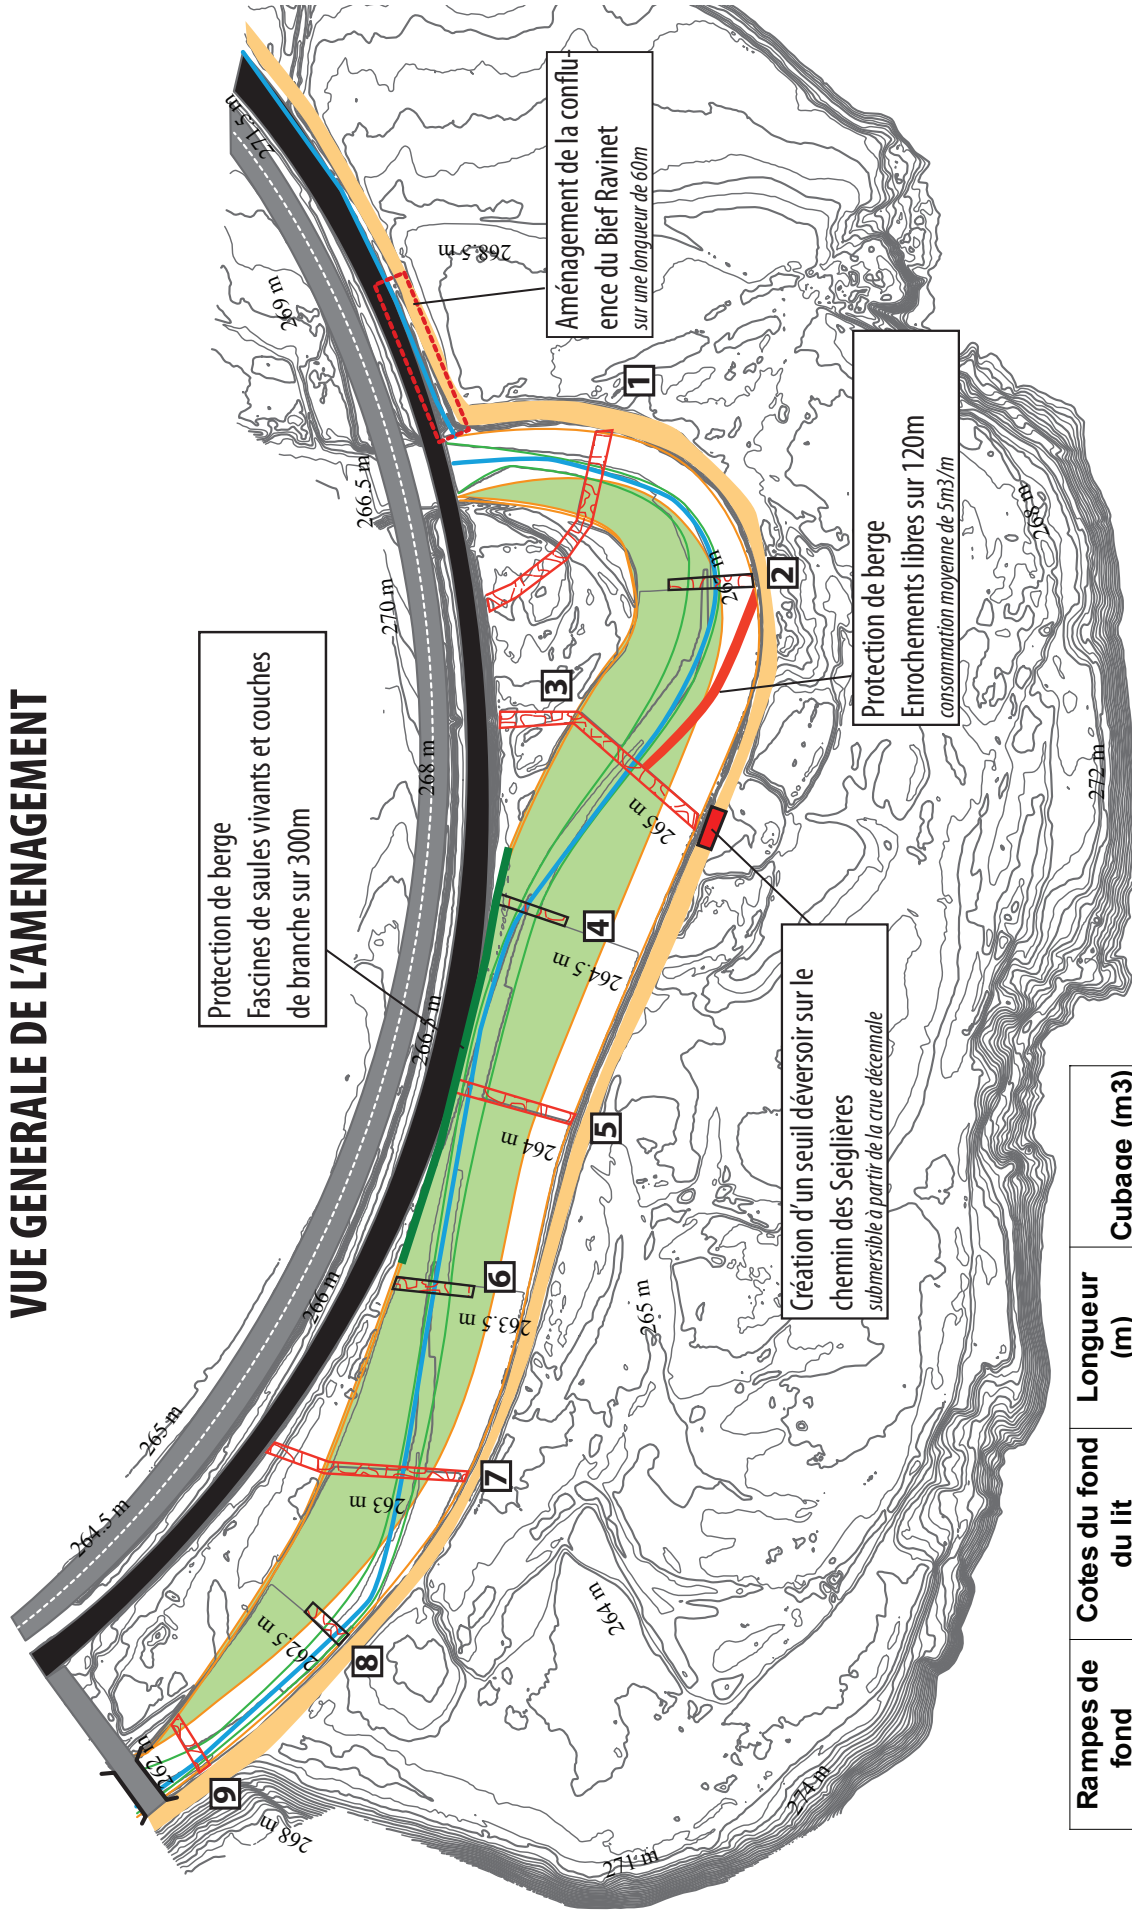 VUE GENERALE DE L'AMENAGEMENT
Protection de berge
Fascines de saules vivants et couches
de branche sur 300m
Aménagement de la conflu-
ence du Bief Ravinet
sur une longueur de 60m
Protection de berge
Enrochements libres sur 120m
consommation moyenne de 5m3/m
Création d'un seuil déversoir sur le
chemin des Seiglières
submersible à partir de la crue décennale
271.5 m
269 m
268.5 m
266.5 m
270 m
268 m
266.5 m
266 m
265 m
264.5 m
262 m
268 m
262.5 m
263 m
263.5 m
264 m
264.5 m
265 m
265 m
264 m
268 m
272 m
274 m
271 m
1
2
3
4
5
6
7
8
9
Rampes de
fond
Cotes du fond
du lit
Longueur
(m)
Cubage (m3)